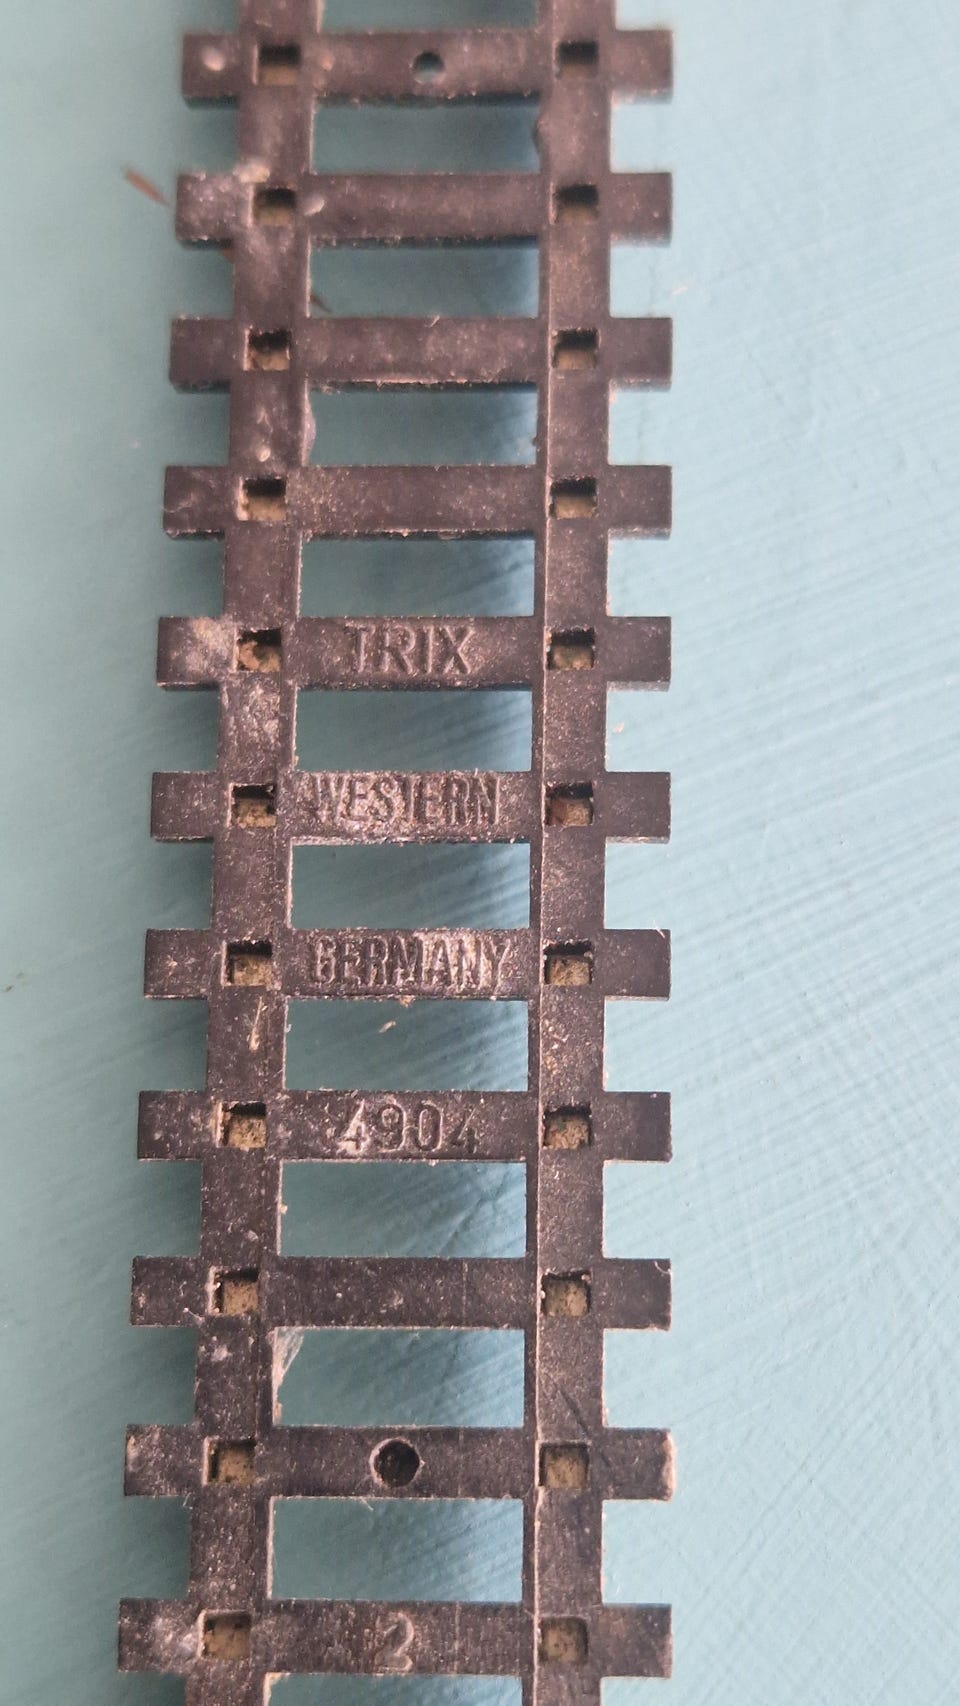 TRIX
WESTERN
GERMANY
4904
2